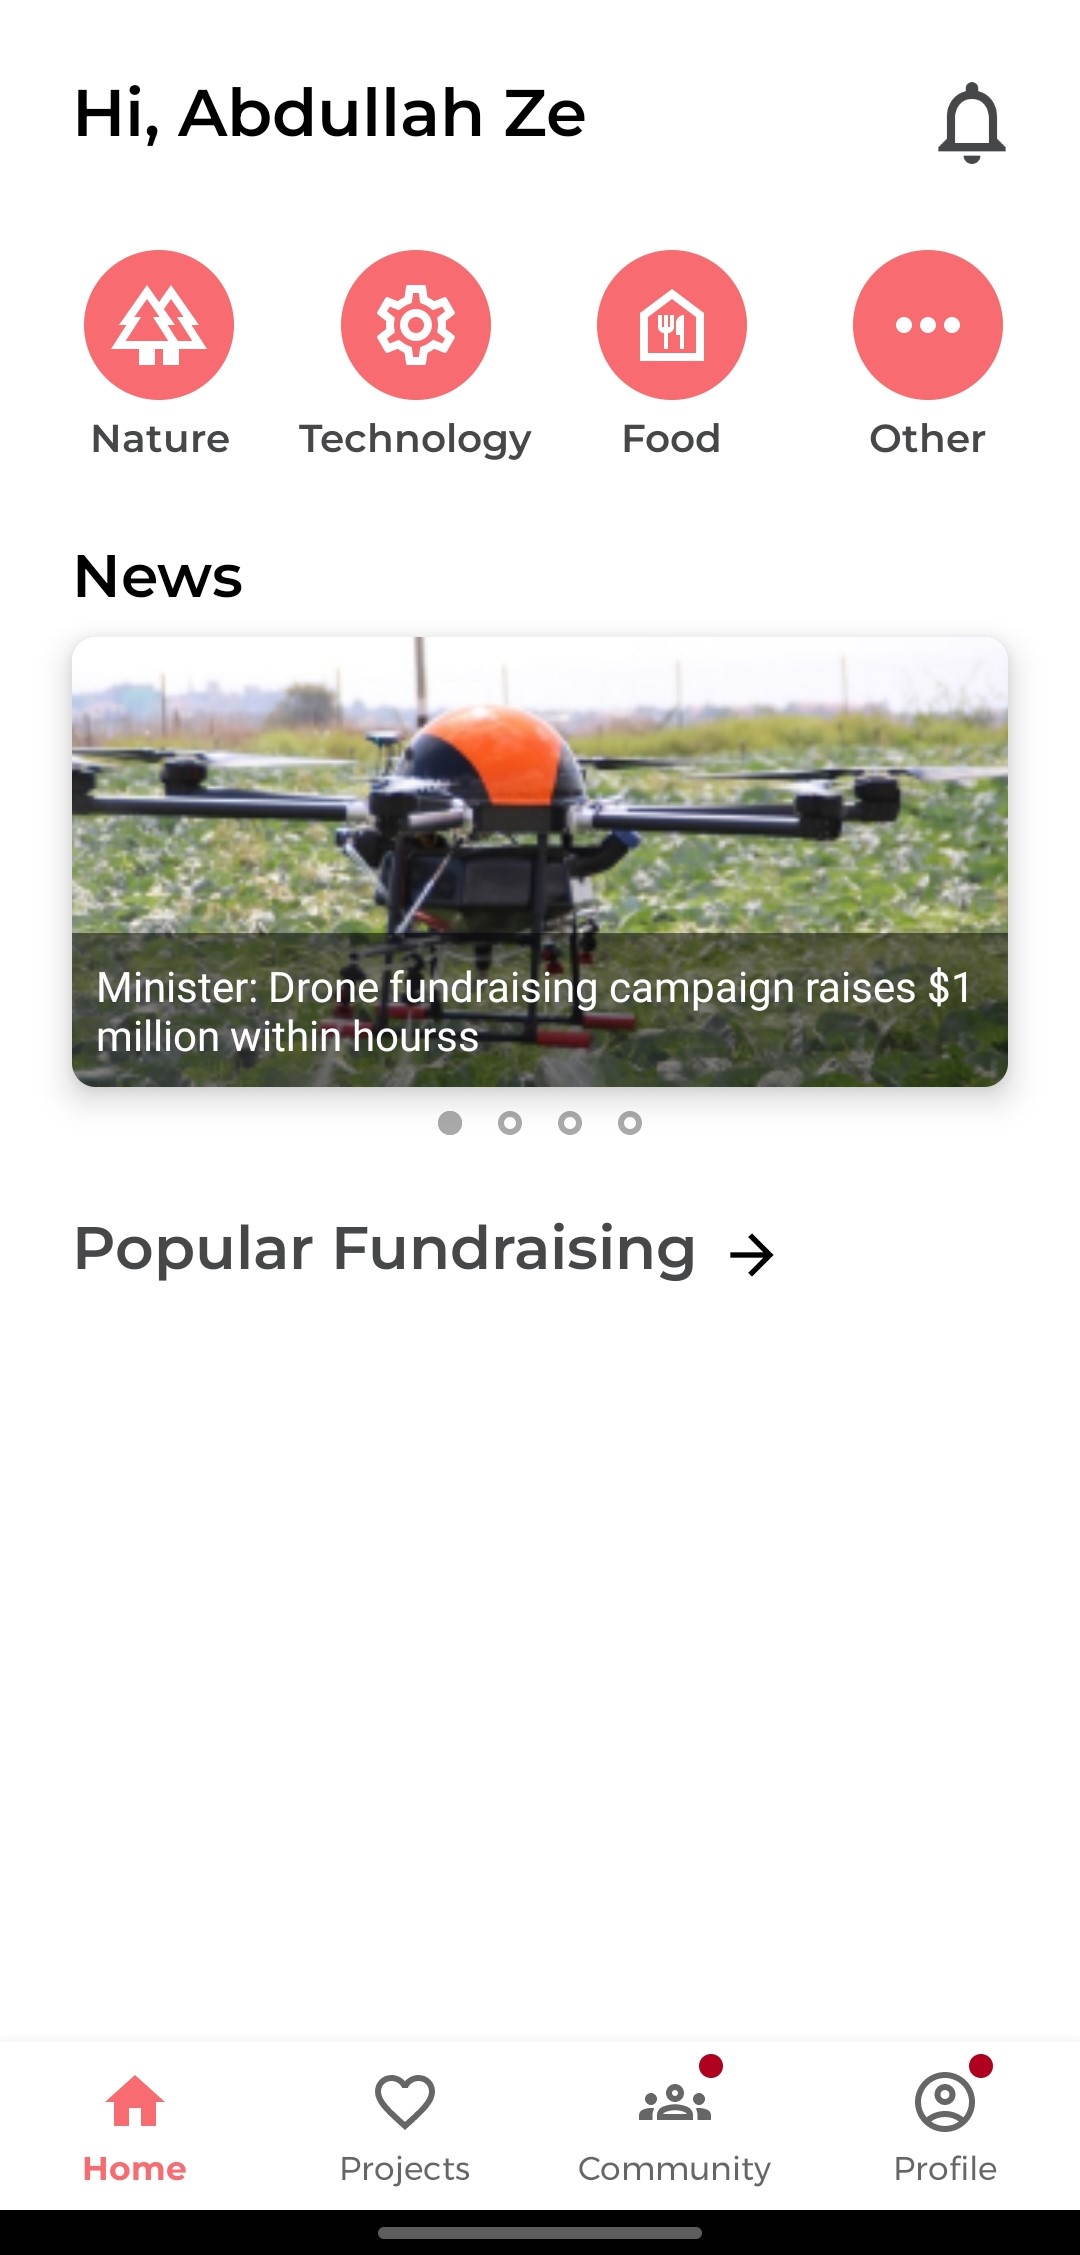 Hi, Abdullah Ze
Nature
Technology
Food
Other
News
Minister: Drone fundraising campaign raises $1
million within hourss
Popular Fundraising
Home
Projects
Community
Profile